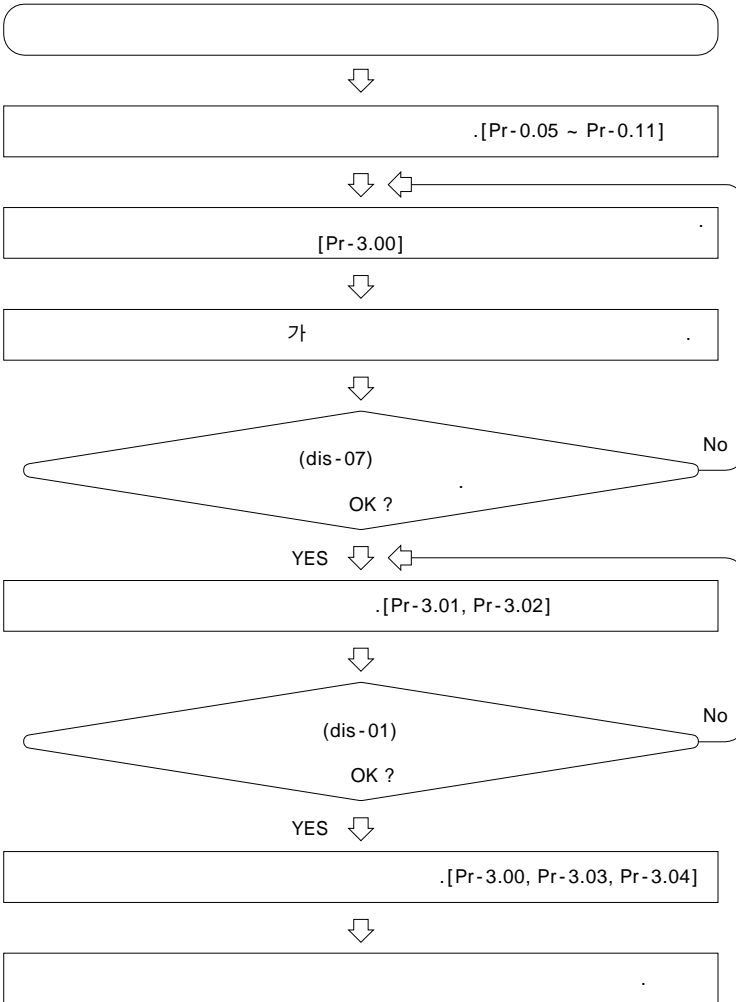 .[Pr-0.05 ~ Pr-0.11]
.
[Pr-3.00]
가 .
No
(dis-07)
.
OK ?
YES
.[Pr-3.01, Pr-3.02]
No
(dis-01)
OK ?
YES
.[Pr-3.00, Pr-3.03, Pr-3.04]
.